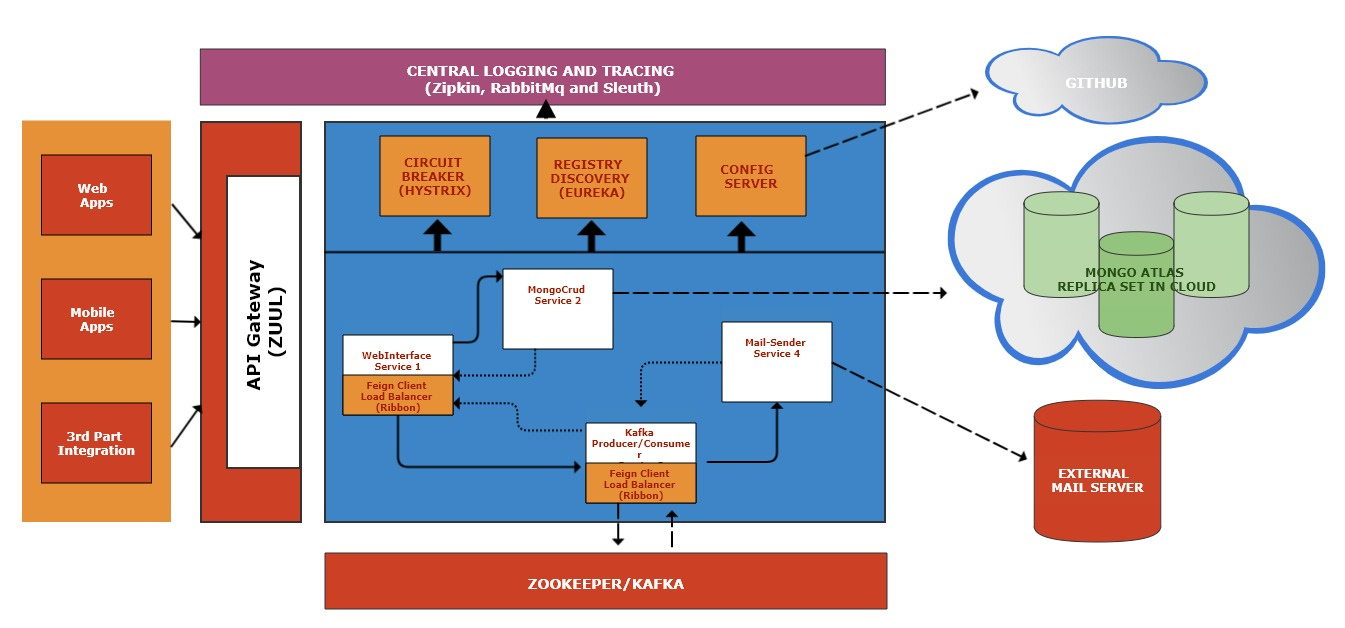 CENTRAL LOGGING AND TRACING
(Zipkin, RabbitMq and Sleuth)
GITHUB
Web
Apps
Mobile
Apps
3rd Part
Integration
API Gateway
(ZUUL)
CIRCUIT
BREAKER
(HYSTRIX)
REGISTRY
DISCOVERY
(EUREKA)
CONFIG
SERVER
MongoCrud
Service 2
WebInterface
Service 1
Feign Client
Load Balancer
(Ribbon)
Mail-Sender
Service 4
Kafka
Producer/Consume
r
Feign Client
Load Balancer
(Ribbon)
MONGO ATLAS
REPLICA SET IN CLOUD
EXTERNAL
MAIL SERVER
ZOOKEEPER/KAFKA